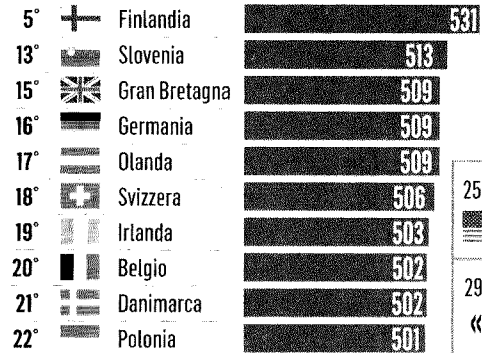 5° Finlandia 531
13° Slovenia 513
15° Gran Bretagna 509
16° Germania 509
17° Olanda 509
18° Svizzera 506
19° Irlanda 503
20° Belgio 502
21° Danimarca 502
22° Polonia 501
25
29
«